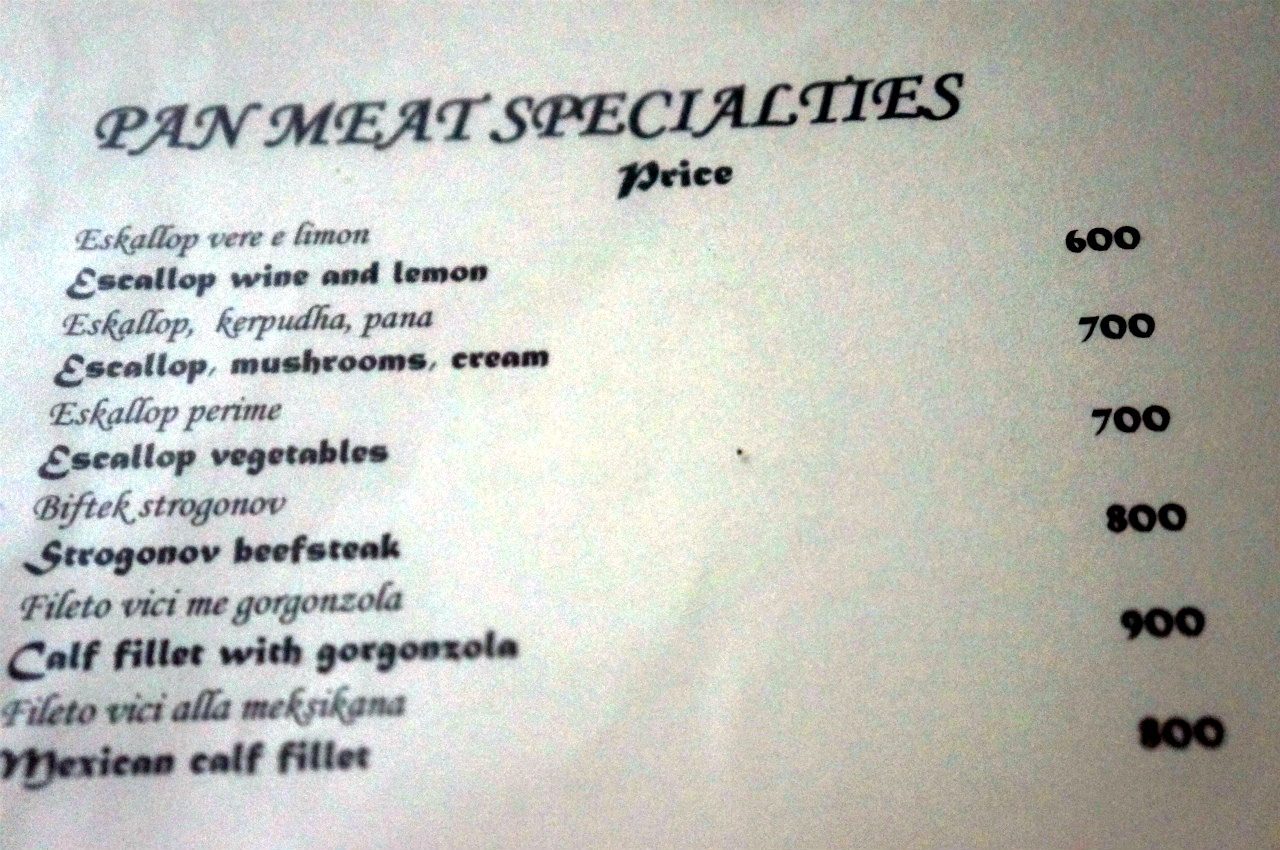 PAN MEAT SPECIALTIES
Price
Eskallop vere e limon 600
Escallop wine and lemon
Eskallop, kerpudha, pana 700
Escallop, mushrooms, cream
Eskallop perime 700
Escallop vegetables
Biftek strogonov 800
Strogonov beefsteak
Fileto vici me gorgonzola 900
Calf fillet with gorgonzola
Fileto vici alla meksikana 800
Mexican calf fillet